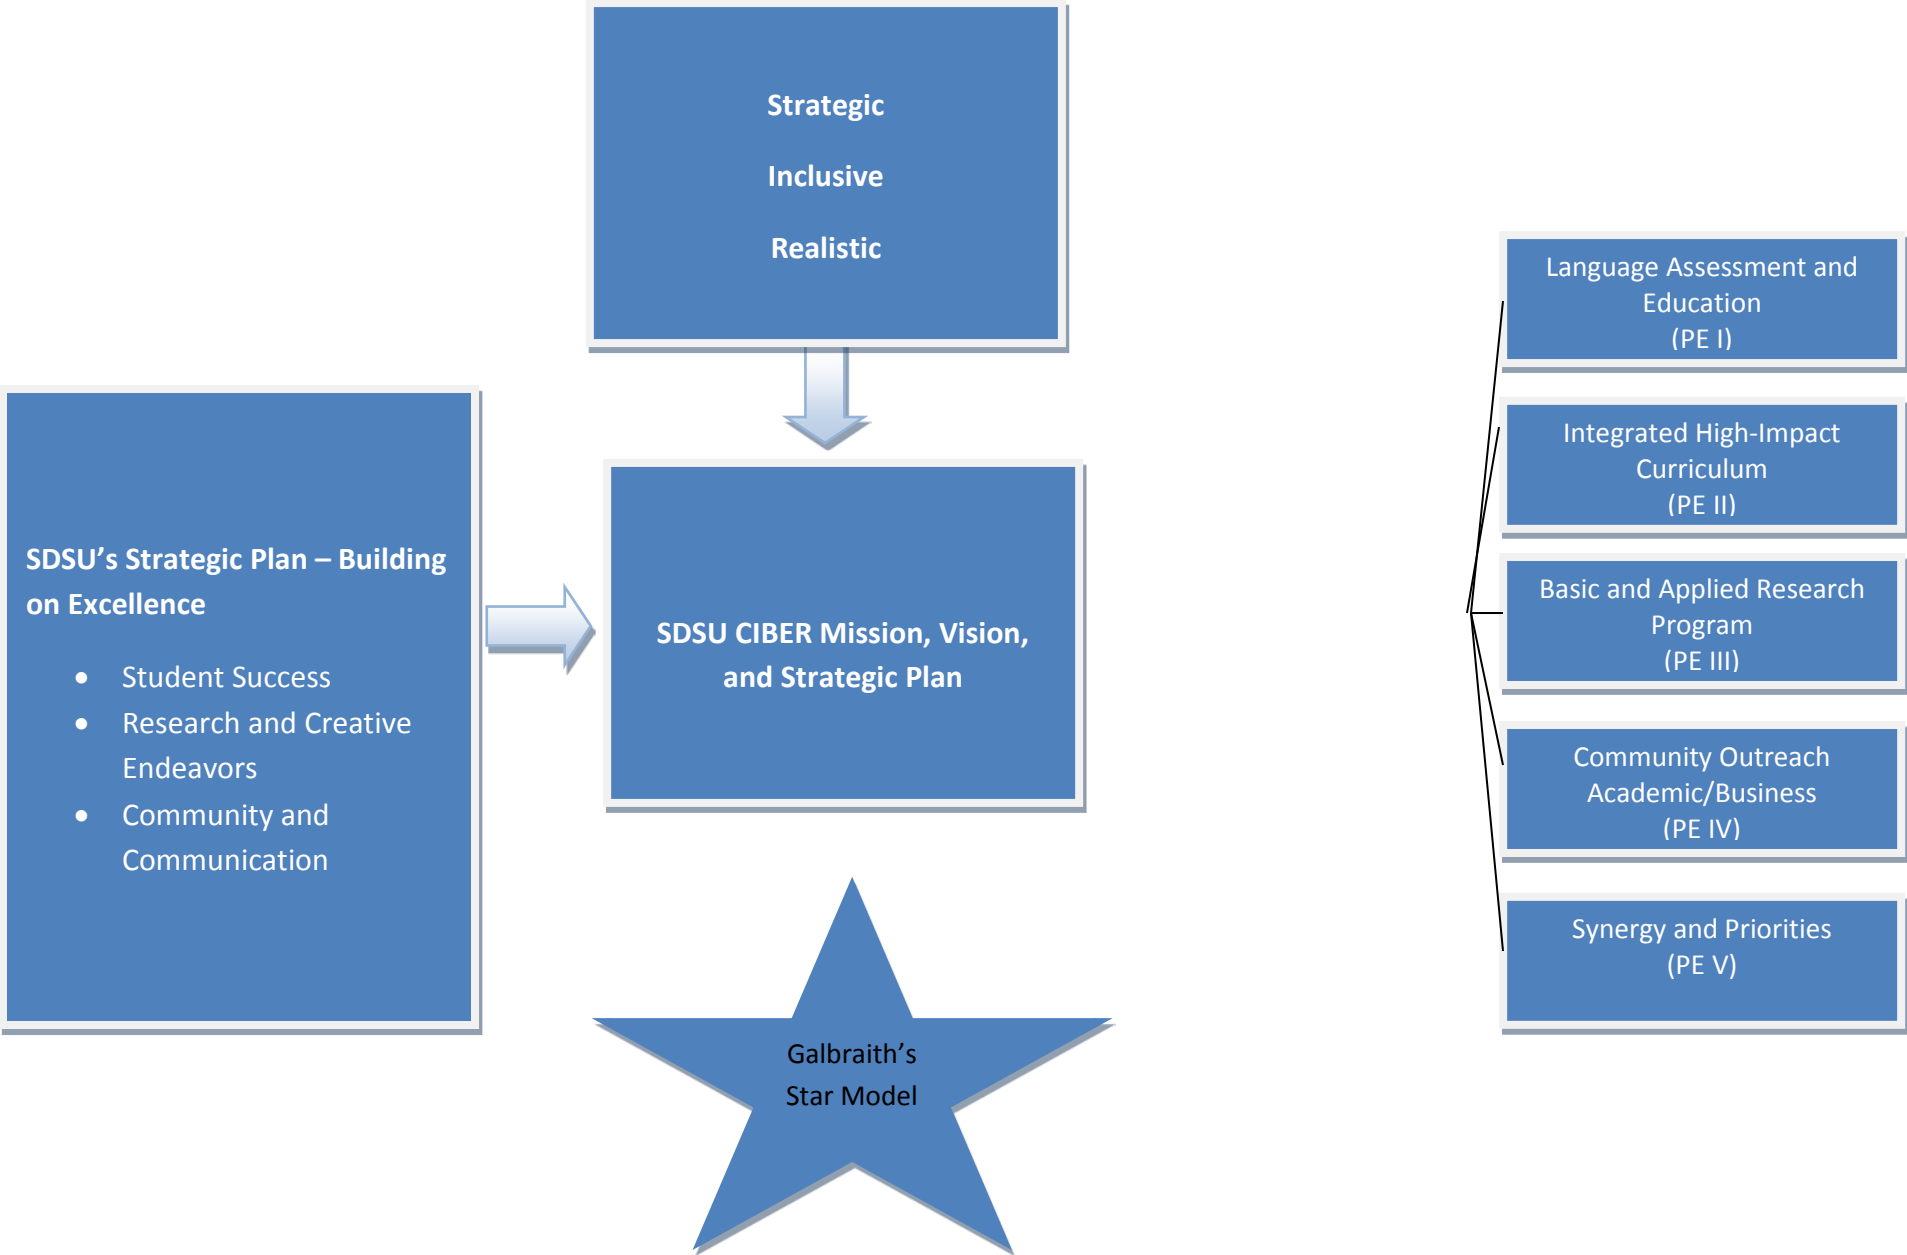 Strategic
Inclusive
Realistic
SDSU’s Strategic Plan – Building
on Excellence
• Student Success
• Research and Creative
Endeavors
• Community and
Communication
SDSU CIBER Mission, Vision,
and Strategic Plan
Galbraith’s
Star Model
Language Assessment and
Education
(PE I)
Integrated High-Impact
Curriculum
(PE II)
Basic and Applied Research
Program
(PE III)
Community Outreach
Academic/Business
(PE IV)
Synergy and Priorities
(PE V)